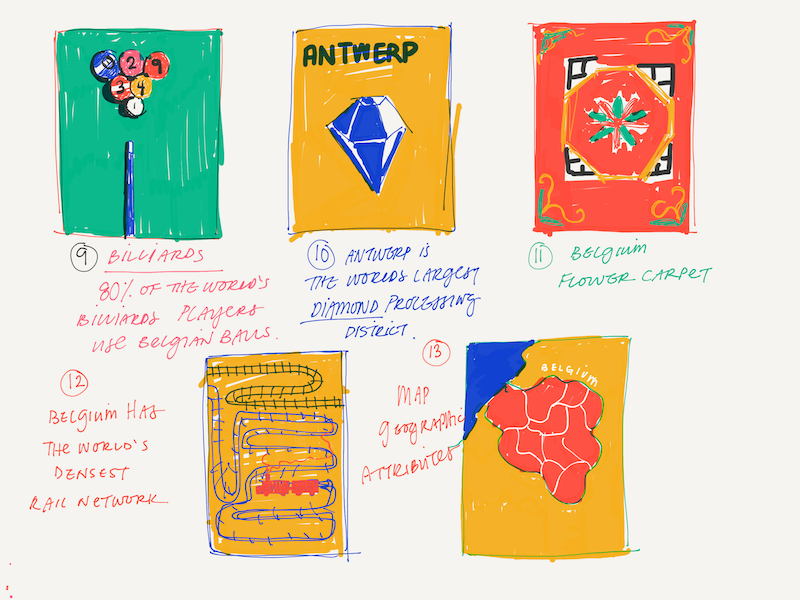 2 9
3 4
1
ANTWERP
9 BILLIARDS
80% OF THE WORLD'S
BILLIARDS PLAYERS
USE BELGIAN BALLS.
10 ANTWERP IS
THE WORLDS LARGEST
DIAMOND PROCESSING
DISTRICT.
11 BELGIUM
FLOWER CARPET
12
BELGIUM HAS
THE WORLD'S
DENSEST
RAIL NETWORK
13
MAP
GEOGRAPHIC
ATTRIBUTES
BELGIUM